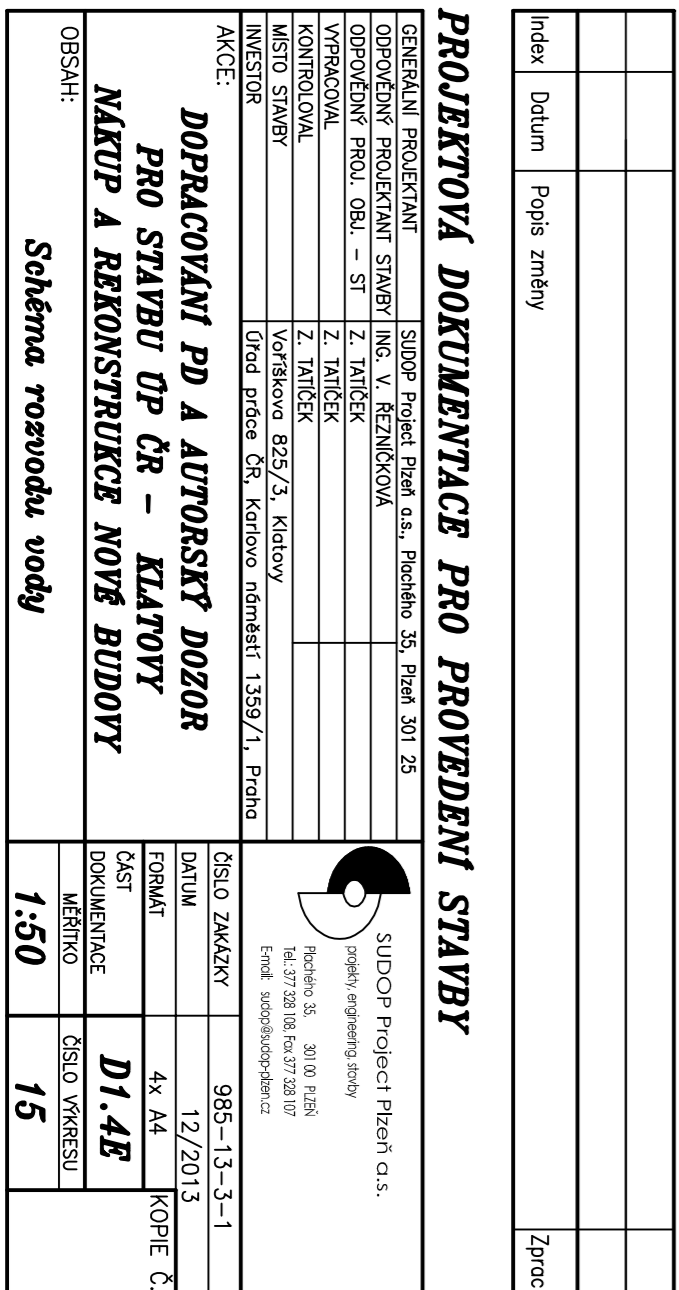 Index Datum Popis změny Zprac
PROJEKTOVÁ DOKUMENTACE PRO PROVEDENÍ STAVBY
GENERÁLNÍ PROJEKTANT SUDOP Project Plzeň a.s., Plachého 35, Plzeň 301 25
ODPOVĚDNÝ PROJEKTANT STAVBY ING. V. ŘEZNÍČKOVÁ
ODPOVĚDNÝ PROJ. OBJ. – ST Z. TATÍČEK
VYPRACOVAL Z. TATÍČEK
KONTROLOVAL Z. TATÍČEK
MÍSTO STAVBY Voříškova 825/3, Klatovy
INVESTOR Úřad práce ČR, Karlovo náměstí 1359/1, Praha
SUDOP Project Plzeň a.s.
projekty, engineering, stavby
Plachého 35, 301 00 PLZEŇ
Tel.: 377 328 108, Fax 377 328 107
E-mail: sudop@sudop-plzen.cz
AKCE:
DOPRACOVÁNÍ PD A AUTORSKÝ DOZOR
PRO STAVBU ÚP ČR – KLATOVY
NÁKUP A REKONSTRUKCE NOVÉ BUDOVY
ČÍSLO ZAKÁZKY 985–13–3–1
DATUM 12/2013
FORMÁT 4x A4
KOPIE Č.
ČÁST
DOKUMENTACE D1.4E
OBSAH:
Schéma rozvodu vody
MĚŘÍTKO ČÍSLO VÝKRESU
1:50 15